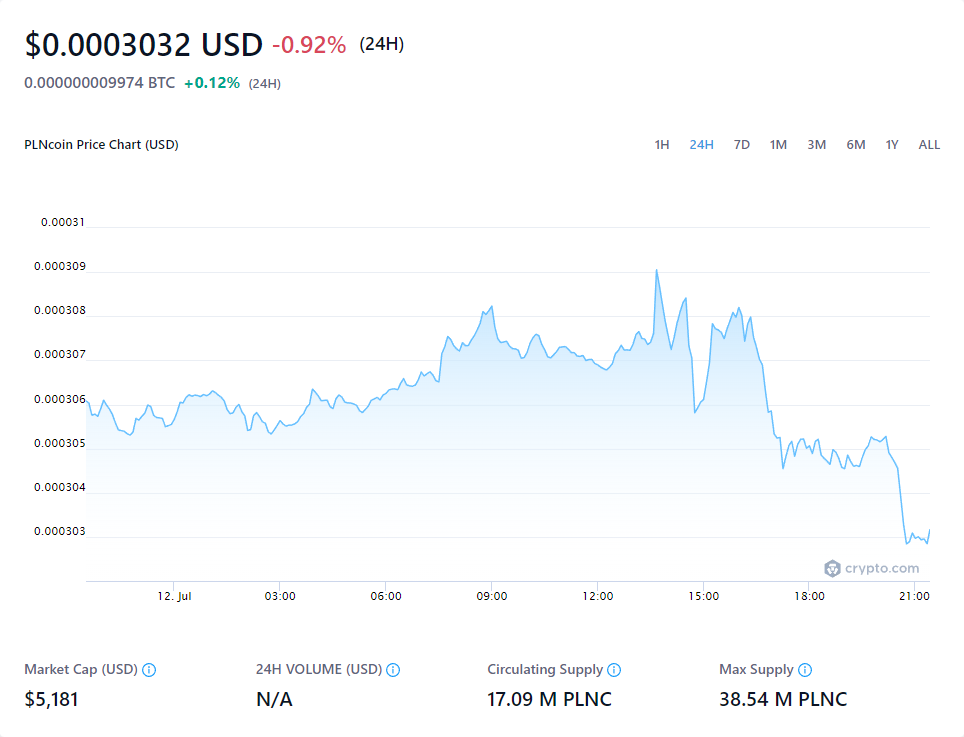 $0.0003032 USD -0.92% (24H)
0.000000009974 BTC +0.12% (24H)
PLNcoin Price Chart (USD) 1H 24H 7D 1M 3M 6M 1Y ALL
0.00031
0.000309
0.000308
0.000307
0.000306
0.000305
0.000304
0.000303
crypto.com
12. Jul 03:00 06:00 09:00 12:00 15:00 18:00 21:00
Market Cap (USD) 24H VOLUME (USD) Circulating Supply Max Supply
$5,181 N/A 17.09 M PLNC 38.54 M PLNC